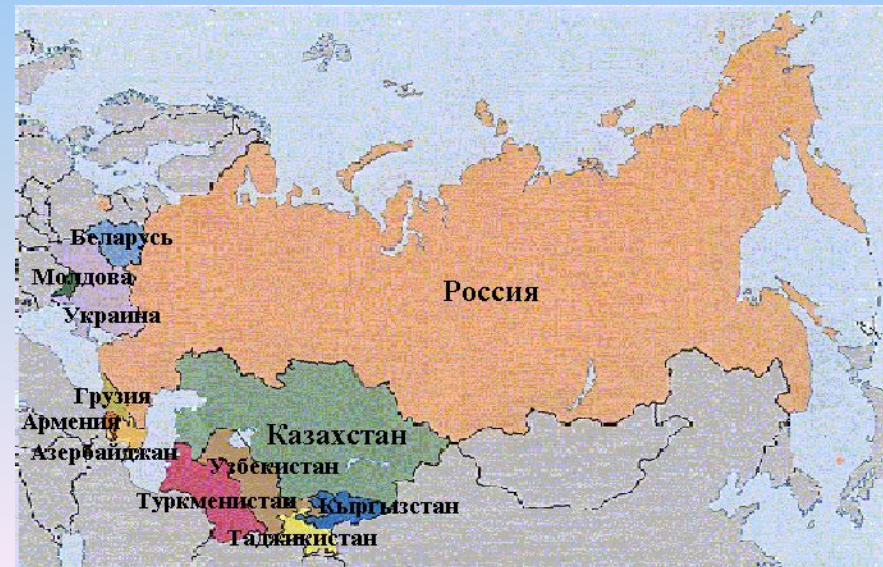 Беларусь
Молдова
Россия
Украина
Грузия
Армения
Казахстан
Азербайджан
Узбекистан
Туркменистан
Кыргызстан
Таджикистан